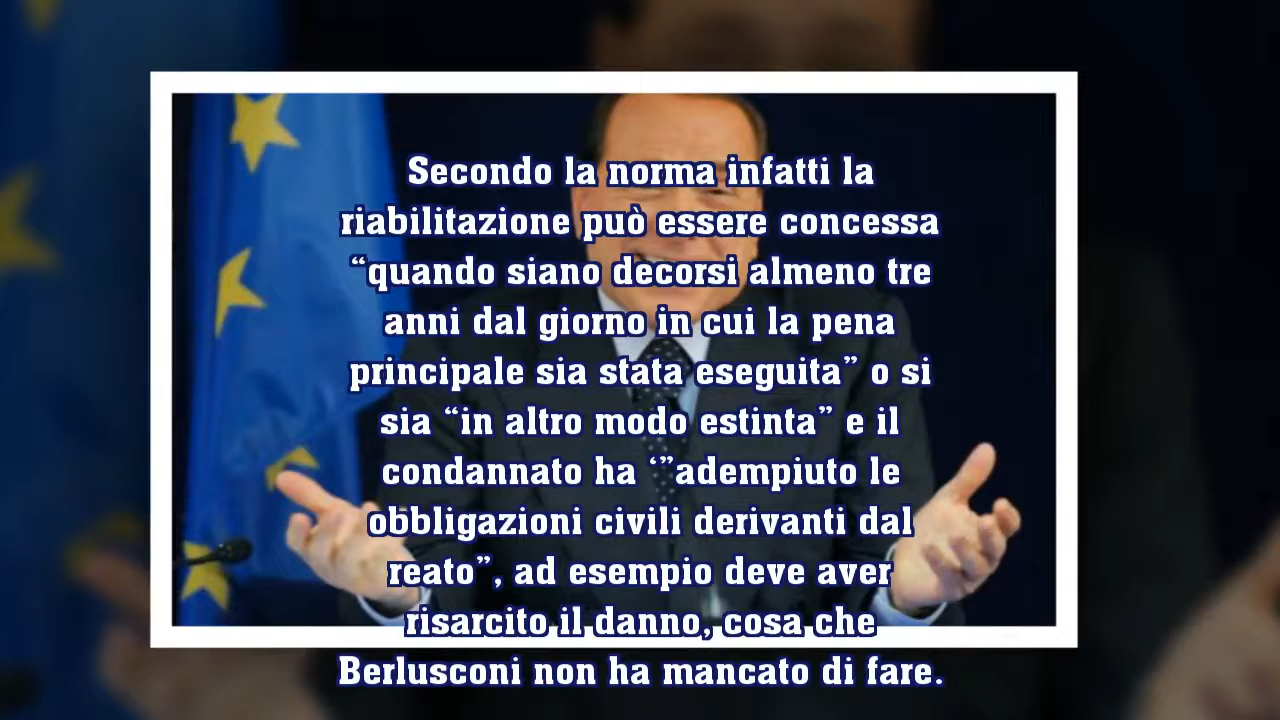 Secondo la norma infatti la
riabilitazione può essere concessa
“quando siano decorsi almeno tre
anni dal giorno in cui la pena
principale sia stata eseguita” o si
sia “in altro modo estinta” e il
condannato ha ‘”adempiuto le
obbligazioni civili derivanti dal
reato”, ad esempio deve aver
risarcito il danno, cosa che
Berlusconi non ha mancato di fare.